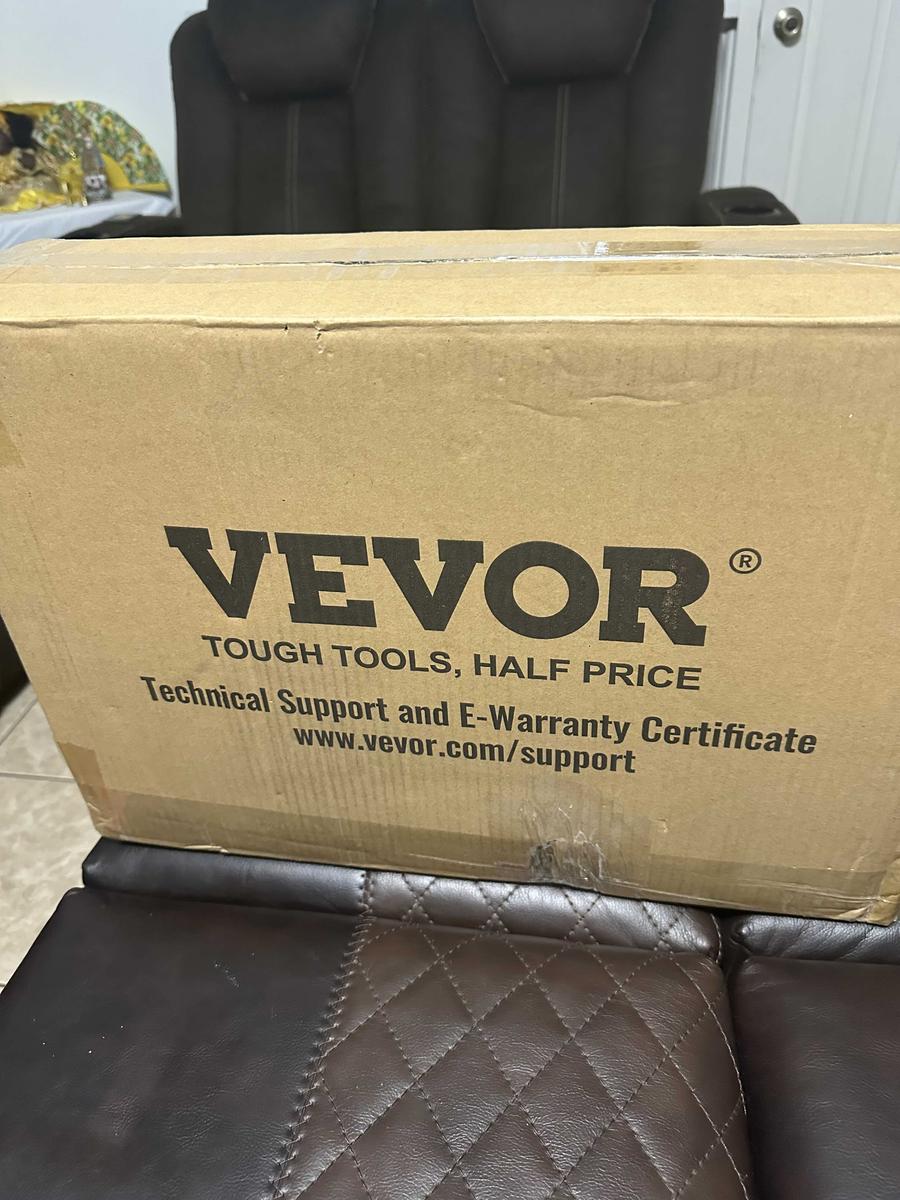 VEVOR®
TOUGH TOOLS, HALF PRICE
Technical Support and E-Warranty Certificate
www.vevor.com/support